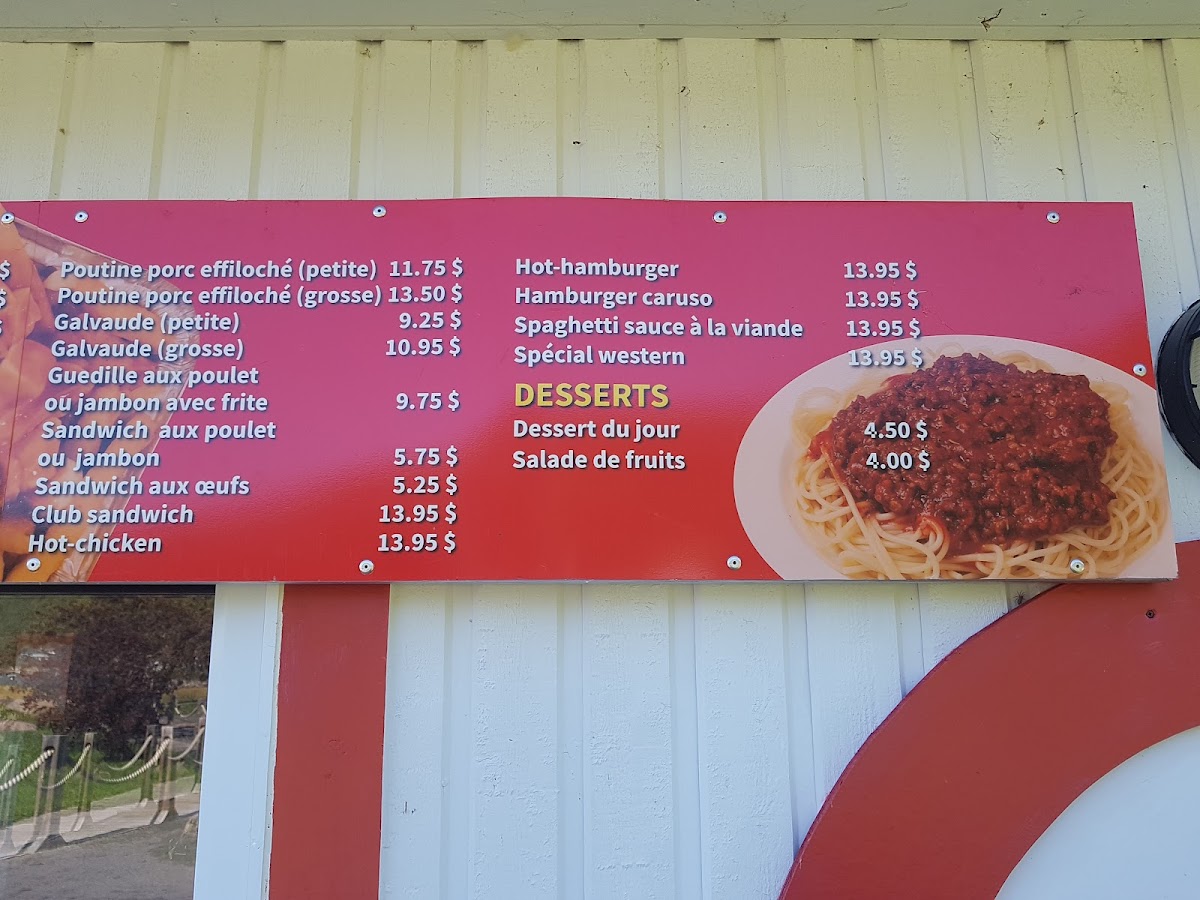 $
$
$
Poutine porc effiloché (petite) 11.75 $
Poutine porc effiloché (grosse) 13.50 $
Galvaude (petite) 9.25 $
Galvaude (grosse) 10.95 $
Guedille aux poulet
ou jambon avec frite 9.75 $
Sandwich aux poulet
ou jambon 5.75 $
Sandwich aux œufs 5.25 $
Club sandwich 13.95 $
Hot-chicken 13.95 $
Hot-hamburger 13.95 $
Hamburger caruso 13.95 $
Spaghetti sauce à la viande 13.95 $
Spécial western 13.95 $
DESSERTS
Dessert du jour 4.50 $
Salade de fruits 4.00 $